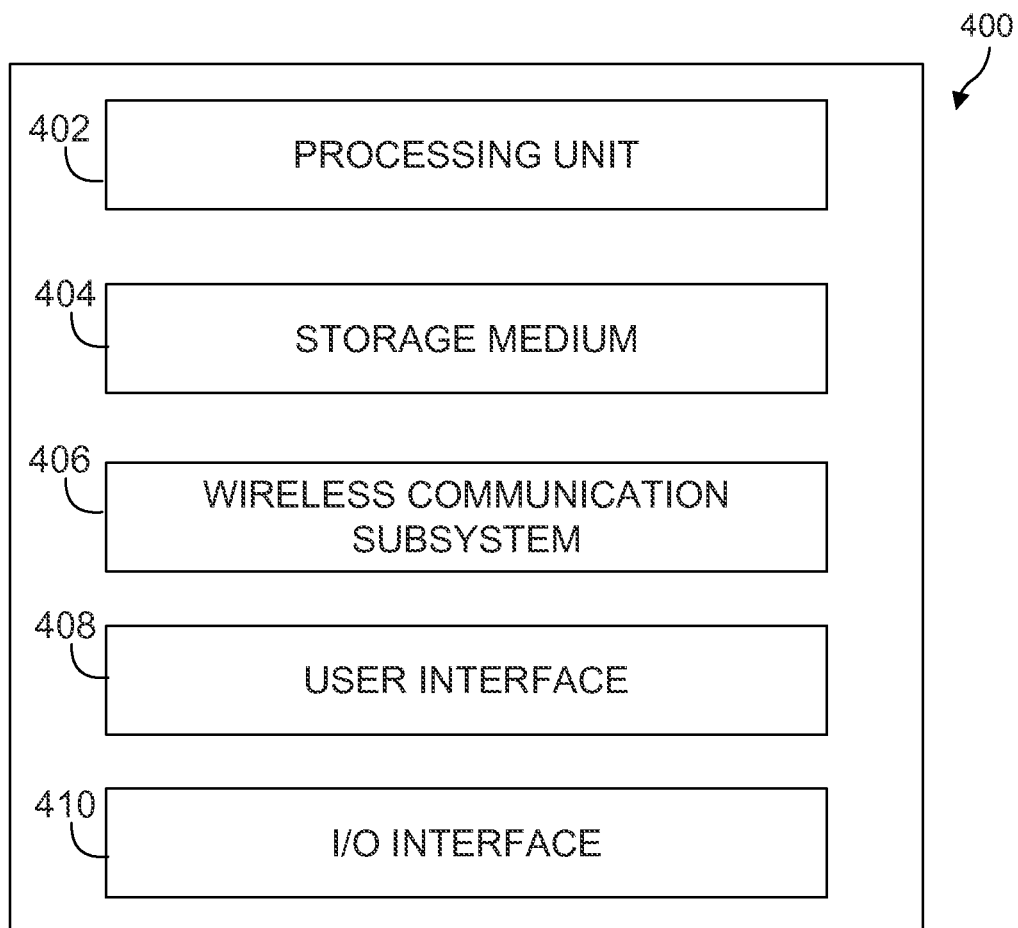 400
402
PROCESSING UNIT
404
STORAGE MEDIUM
406
WIRELESS COMMUNICATION
SUBSYSTEM
408
USER INTERFACE
410
I/O INTERFACE